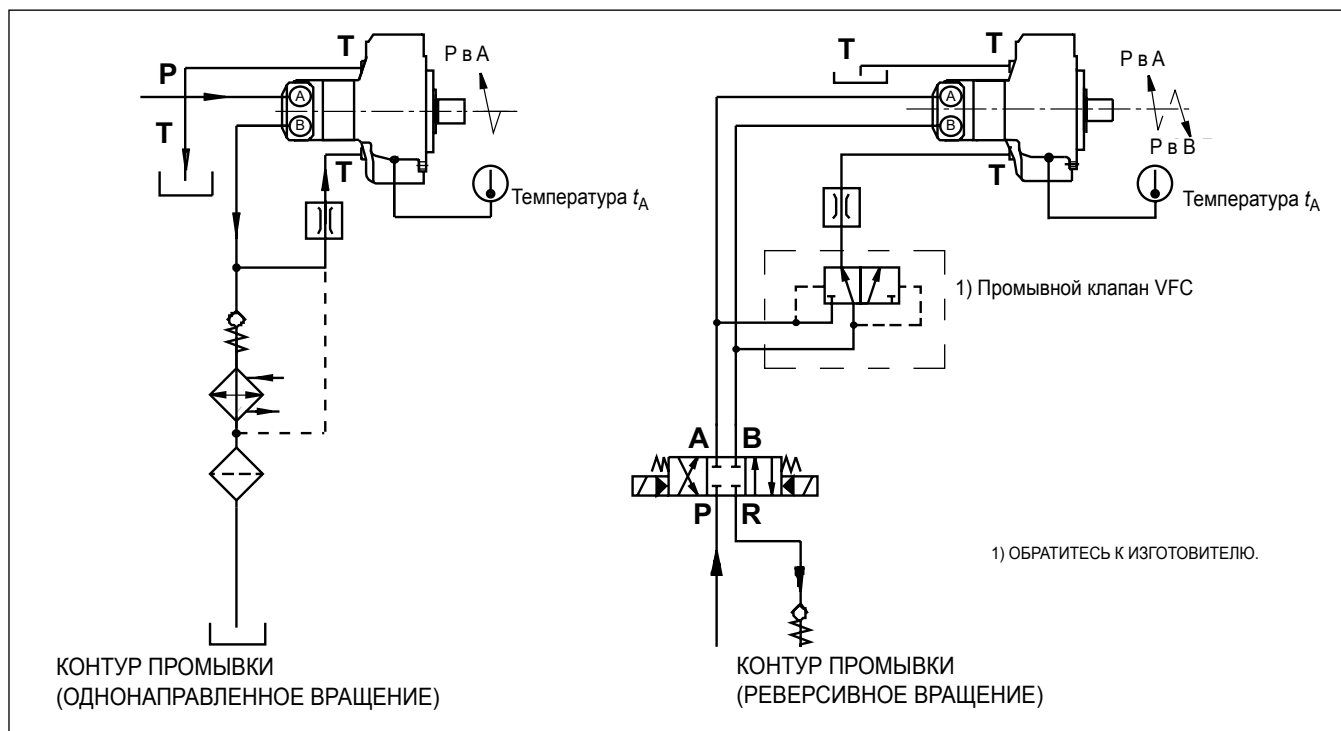 T
P в A
P
A
B
T
T
Температура tA
КОНТУР ПРОМЫВКИ
(ОДНОНАПРАВЛЕННОЕ ВРАЩЕНИЕ)
T
T
P в A
A
B
P в B
T
Температура tA
1) Промывной клапан VFC
A B
P R
1) ОБРАТИТЕСЬ К ИЗГОТОВИТЕЛЮ.
КОНТУР ПРОМЫВКИ
(РЕВЕРСИВНОЕ ВРАЩЕНИЕ)